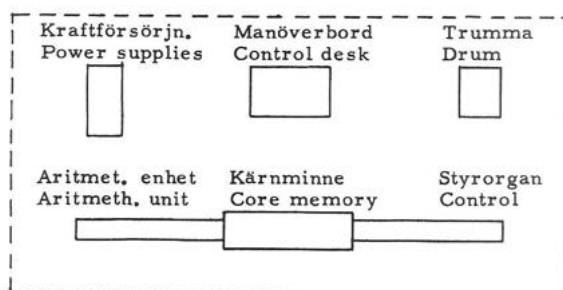 Kraftförsörjn.
Power supplies
Manöverbord
Control desk
Trumma
Drum
Aritmet. enhet
Aritmeth. unit
Kärnminne
Core memory
Styrorgan
Control